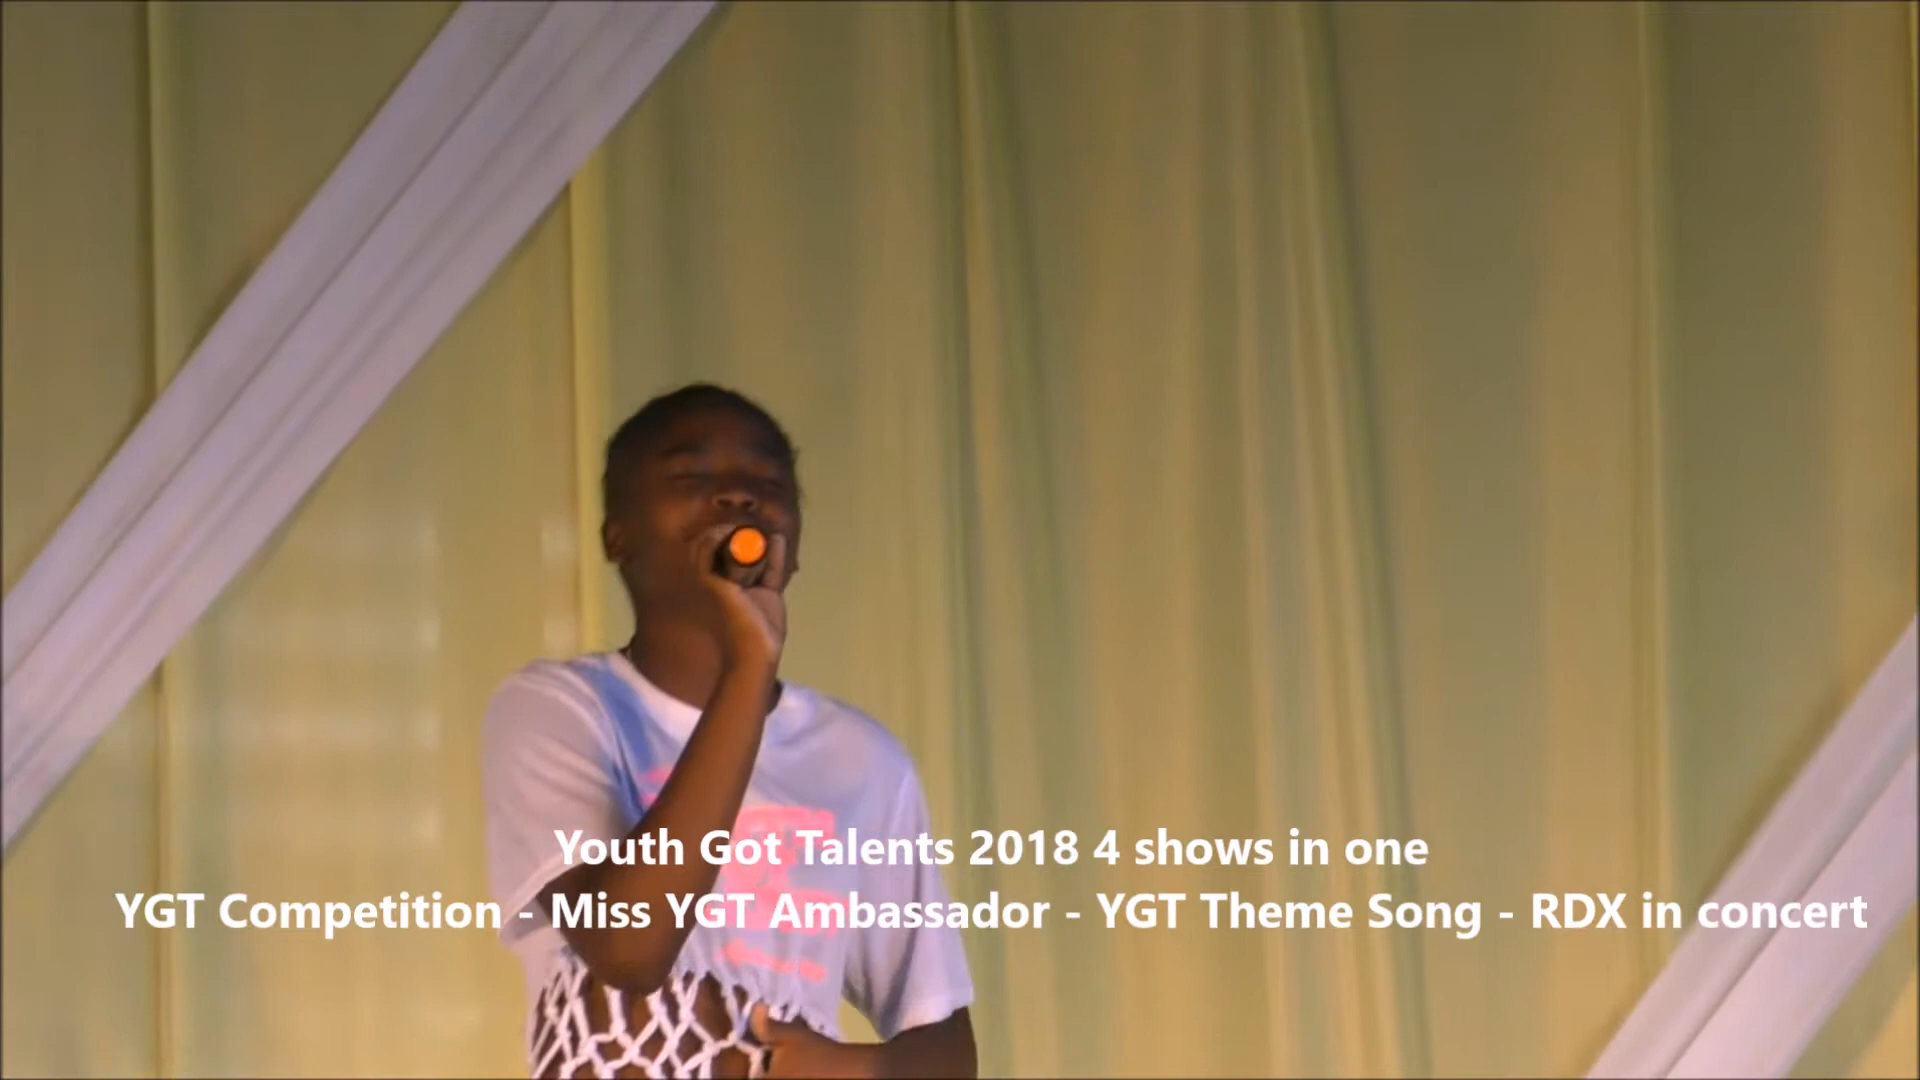 Youth Got Talents 2018 4 shows in one
YGT Competition - Miss YGT Ambassador - YGT Theme Song - RDX in concert